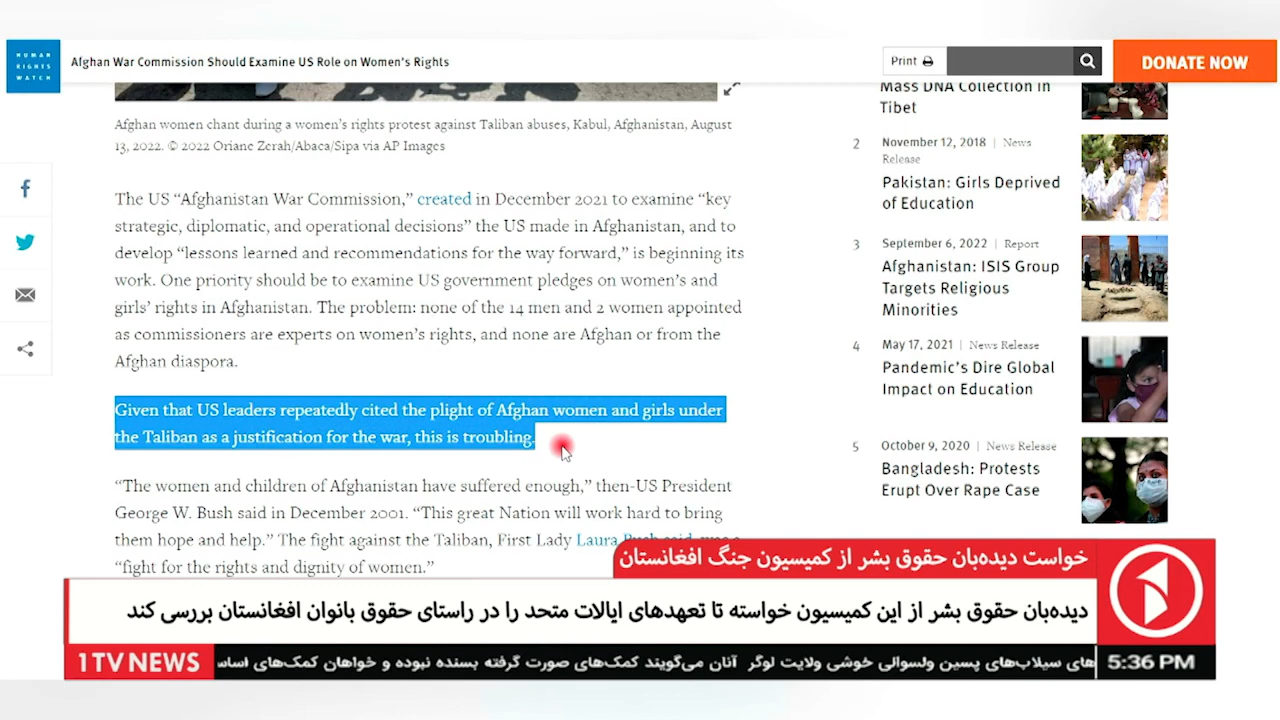 HUMAN
RIGHTS
WATCH
Afghan War Commission Should Examine US Role on Women's Rights
Print
DONATE NOW
Afghan women chant during a women's rights protest against Taliban abuses, Kabul, Afghanistan, August
13, 2022. © 2022 Oriane Zerah/Abaca/Sipa via AP Images
The US “Afghanistan War Commission,” created in December 2021 to examine “key
strategic, diplomatic, and operational decisions” the US made in Afghanistan, and to
develop “lessons learned and recommendations for the way forward,” is beginning its
work. One priority should be to examine US government pledges on women's and
girls' rights in Afghanistan. The problem: none of the 14 men and 2 women appointed
as commissioners are experts on women's rights, and none are Afghan or from the
Afghan diaspora.
Given that US leaders repeatedly cited the plight of Afghan women and girls under
the Taliban as a justification for the war, this is troubling.
“The women and children of Afghanistan have suffered enough,” then-US President
George W. Bush said in December 2001. “This great Nation will work hard to bring
them hope and help.” The fight against the Taliban, First Lady Laura Bush said, was a
“fight for the rights and dignity of women.”
Mass DNA Collection in
Tibet
2 November 12, 2018 | News
Release
Pakistan: Girls Deprived
of Education
3 September 6, 2022 | Report
Afghanistan: ISIS Group
Targets Religious
Minorities
4 May 17, 2021 | News Release
Pandemic's Dire Global
Impact on Education
5 October 9, 2020 | News Release
Bangladesh: Protests
Erupt Over Rape Case
خواست دیده‌بان حقوق بشر از کمیسیون جنگ افغانستان
دیده‌بان حقوق بشر از این کمیسیون خواسته تا تعهدهای ایالات متحد را در راستای حقوق بانوان افغانستان بررسی کند
1TV NEWS
های سیلاب‌های پسین ولسوالی خوشی ولایت لوگر آنان می‌گویند کمک‌های صورت گرفته بسنده نبوده و خواهان کمک‌های اساس
5:36 PM